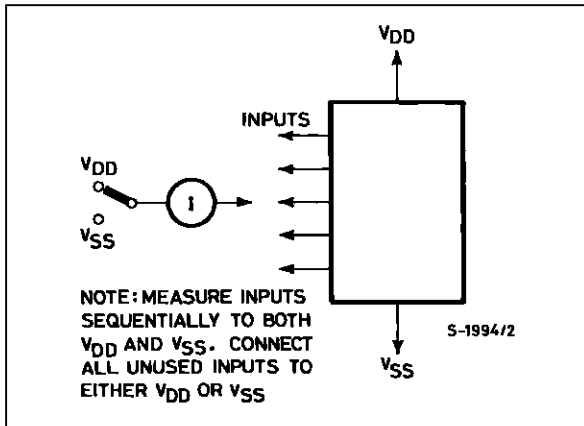 VDD
INPUTS
VDD
i
VSS
NOTE: MEASURE INPUTS
SEQUENTIALLY TO BOTH
VDD AND VSS. CONNECT
ALL UNUSED INPUTS TO
EITHER VDD OR VSS
S-1994/2
VSS